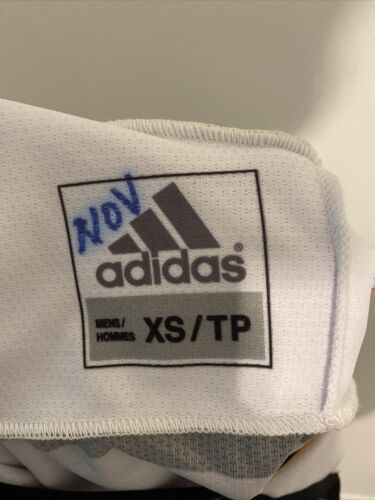 NOV
adidas®
MENS/
HOMMES XS/TP